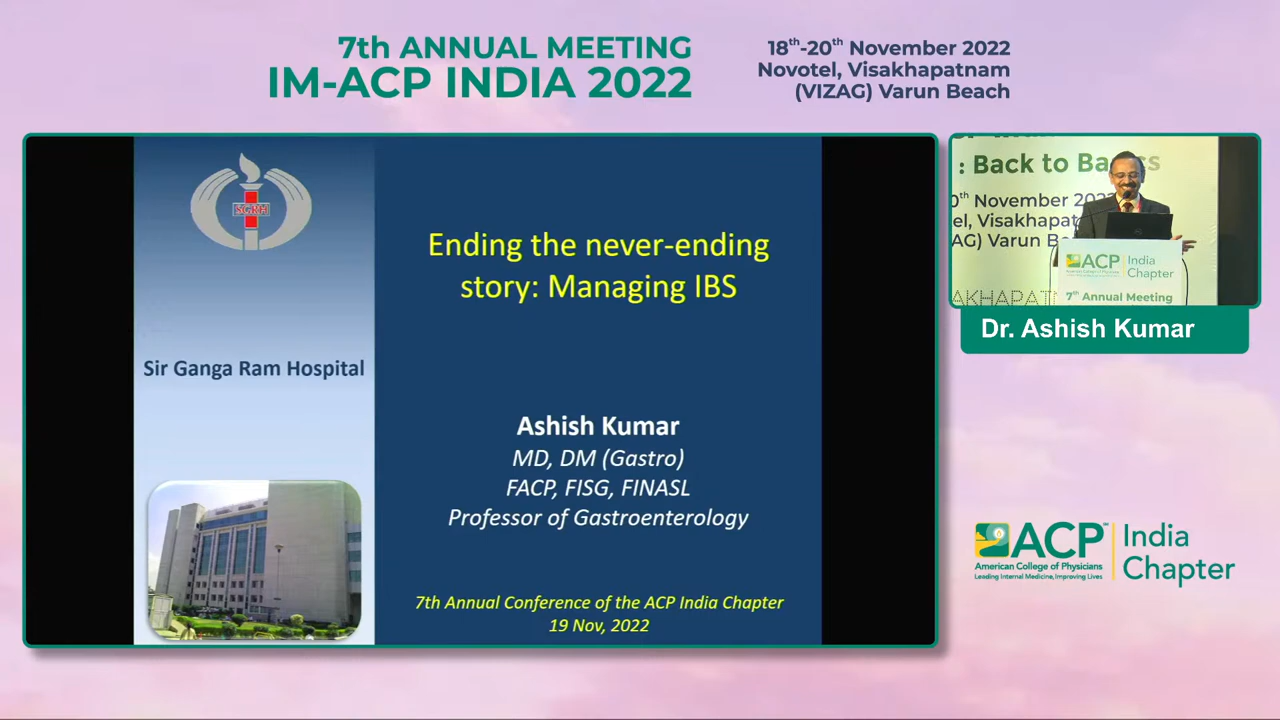 7th ANNUAL MEETING
IM-ACP INDIA 2022
18th-20th November 2022
Novotel, Visakhapatnam
(VIZAG) Varun Beach
SGRH
Sir Ganga Ram Hospital
Ending the never-ending
story: Managing IBS
Ashish Kumar
MD, DM (Gastro)
FACP, FISG, FINASL
Professor of Gastroenterology
7th Annual Conference of the ACP India Chapter
19 Nov, 2022
: Back to Ba cs
0th November 202
el, Visakhapat
AG) Varun B
ACP India
Chapter
AKHAPAT
7th Annual Meeting
Dr. Ashish Kumar
ACP India
Chapter
American College of Physicians
Leading Internal Medicine, Improving Lives